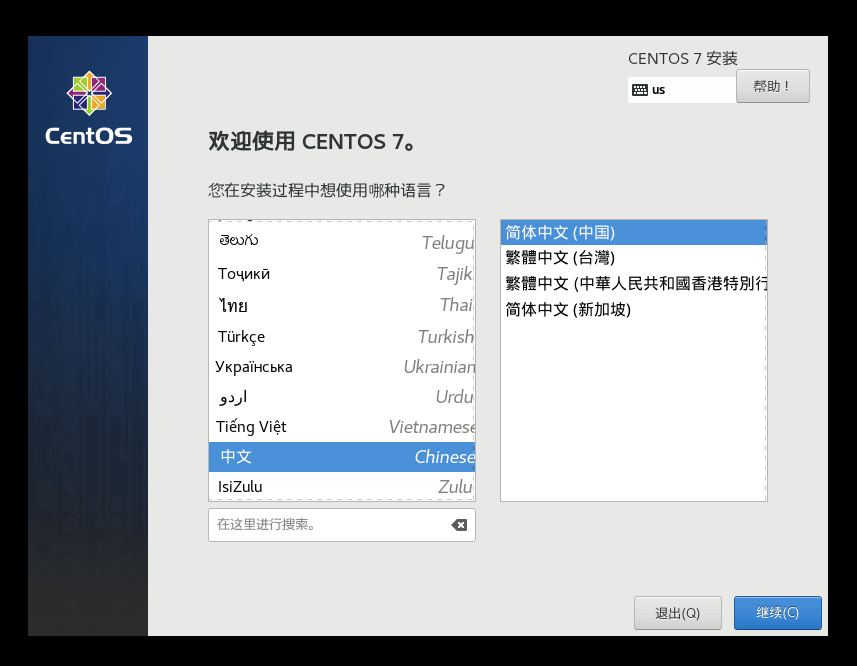 CentOS
CENTOS 7 安装
us
帮助！
欢迎使用 CENTOS 7。
您在安装过程中想使用哪种语言？
తెలుగు Telugu
Тоҷикӣ Tajik
ไทย Thai
Türkçe Turkish
Українська Ukrainian
اردو Urdu
Tiếng Việt Vietnamese
中文 Chinese
IsiZulu Zulu
在这里进行搜索。
简体中文 (中国)
繁體中文 (台灣)
繁體中文 (中華人民共和國香港特別行
简体中文 (新加坡)
退出(Q)
继续(C)